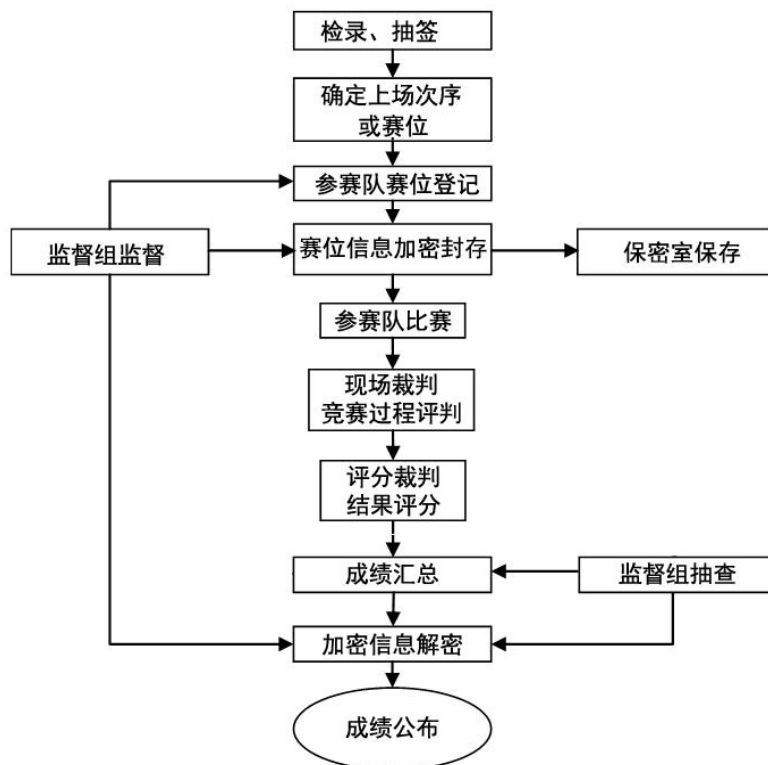 检录、抽签
确定上场次序
或赛位
参赛队赛位登记
监督组监督
赛位信息加密封存
保密室保存
参赛队比赛
现场裁判
竞赛过程评判
评分裁判
结果评分
成绩汇总
监督组抽查
加密信息解密
成绩公布